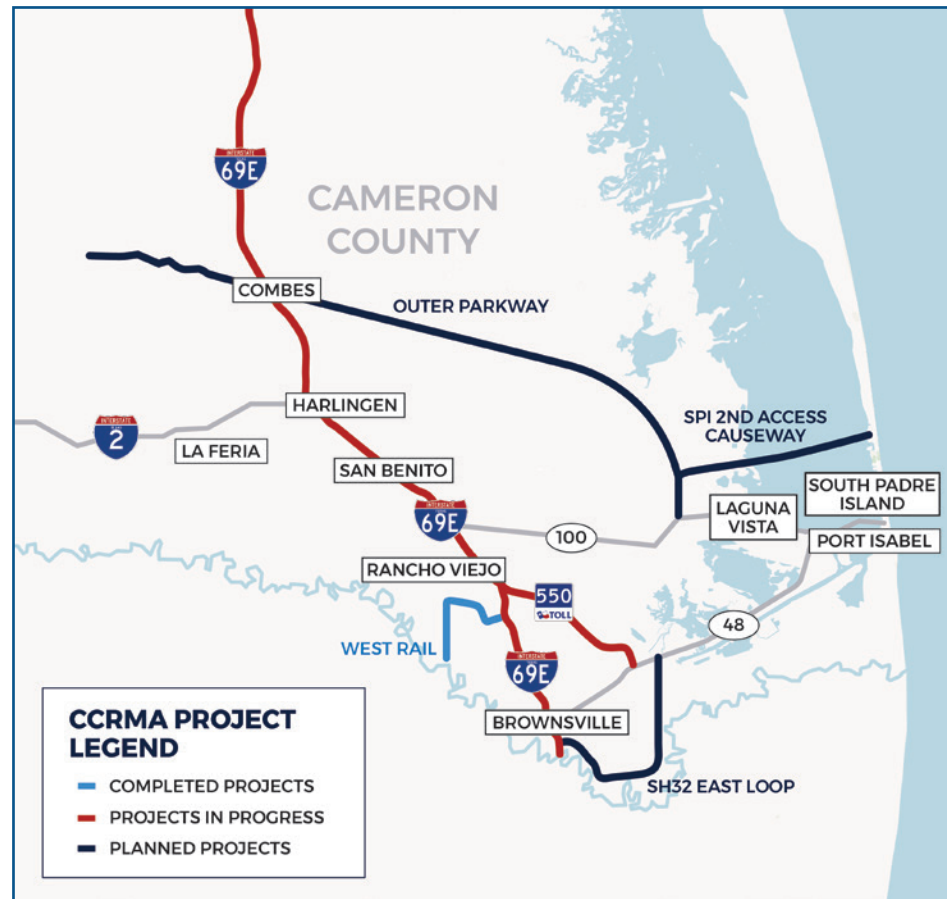 INTERSTATE
69E
CAMERON
COUNTY
COMBES
OUTER PARKWAY
HARLINGEN
INTERSTATE
2
LA FERIA
SPI 2ND ACCESS
CAUSEWAY
SAN BENITO
SOUTH PADRE
ISLAND
LAGUNA
VISTA
INTERSTATE
69E
100
PORT ISABEL
RANCHO VIEJO
550
TOLL
48
WEST RAIL
INTERSTATE
69E
BROWNSVILLE
SH32 EAST LOOP
CCRMA PROJECT
LEGEND
COMPLETED PROJECTS
PROJECTS IN PROGRESS
PLANNED PROJECTS